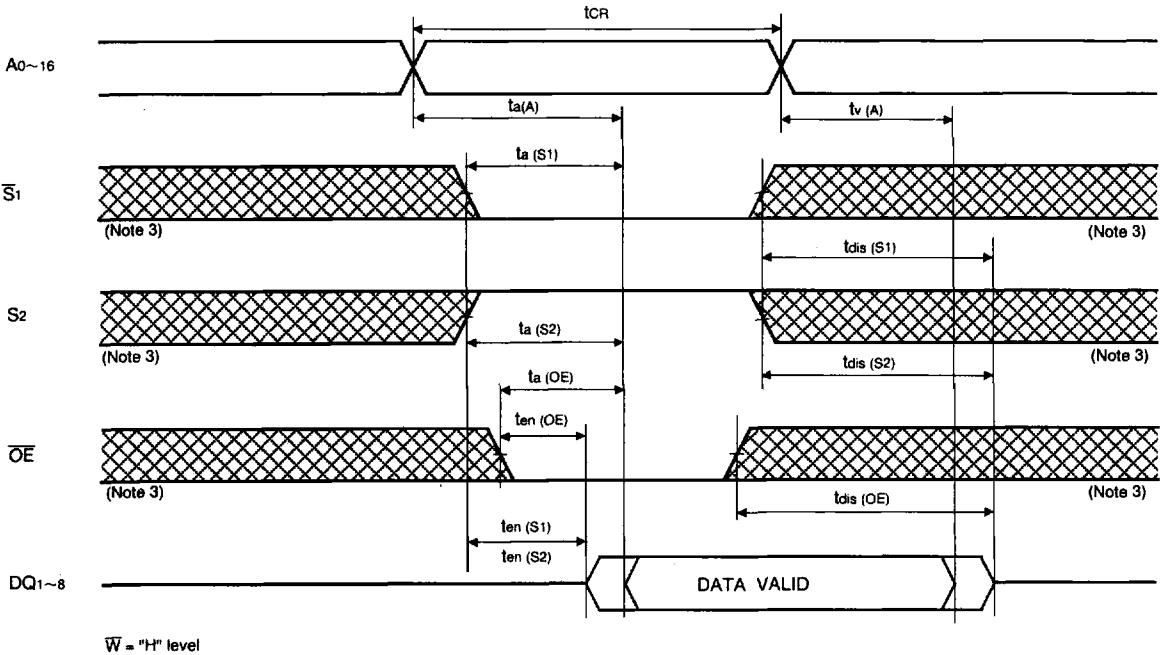 tCR
A0~16
ta(A)
tv (A)
ta (S1)
S̅1
(Note 3)
(Note 3)
tdis (S1)
S2
ta (S2)
(Note 3)
(Note 3)
tdis (S2)
ta (OE)
ten (OE)
O̅E̅
(Note 3)
(Note 3)
tdis (OE)
ten (S1)
ten (S2)
DQ1~8
DATA VALID
W̅ = "H" level